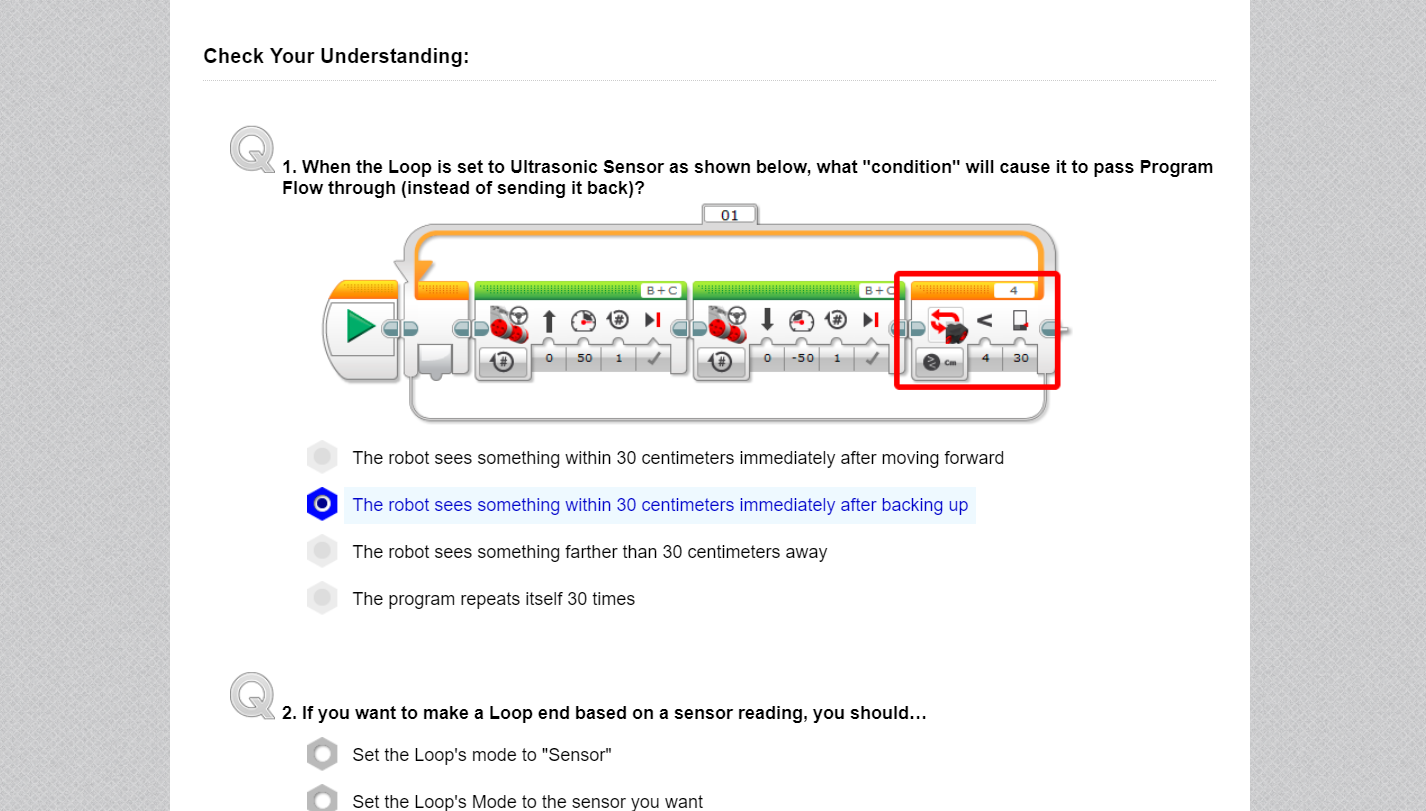 Check Your Understanding:
Q
1. When the Loop is set to Ultrasonic Sensor as shown below, what "condition" will cause it to pass Program
Flow through (instead of sending it back)?
01
B+C B+C 4
#
#
<
# 0 50 1 # 0 -50 1 cm 4 30
The robot sees something within 30 centimeters immediately after moving forward
The robot sees something within 30 centimeters immediately after backing up
The robot sees something farther than 30 centimeters away
The program repeats itself 30 times
Q
2. If you want to make a Loop end based on a sensor reading, you should…
Set the Loop's mode to "Sensor"
Set the Loop's Mode to the sensor you want